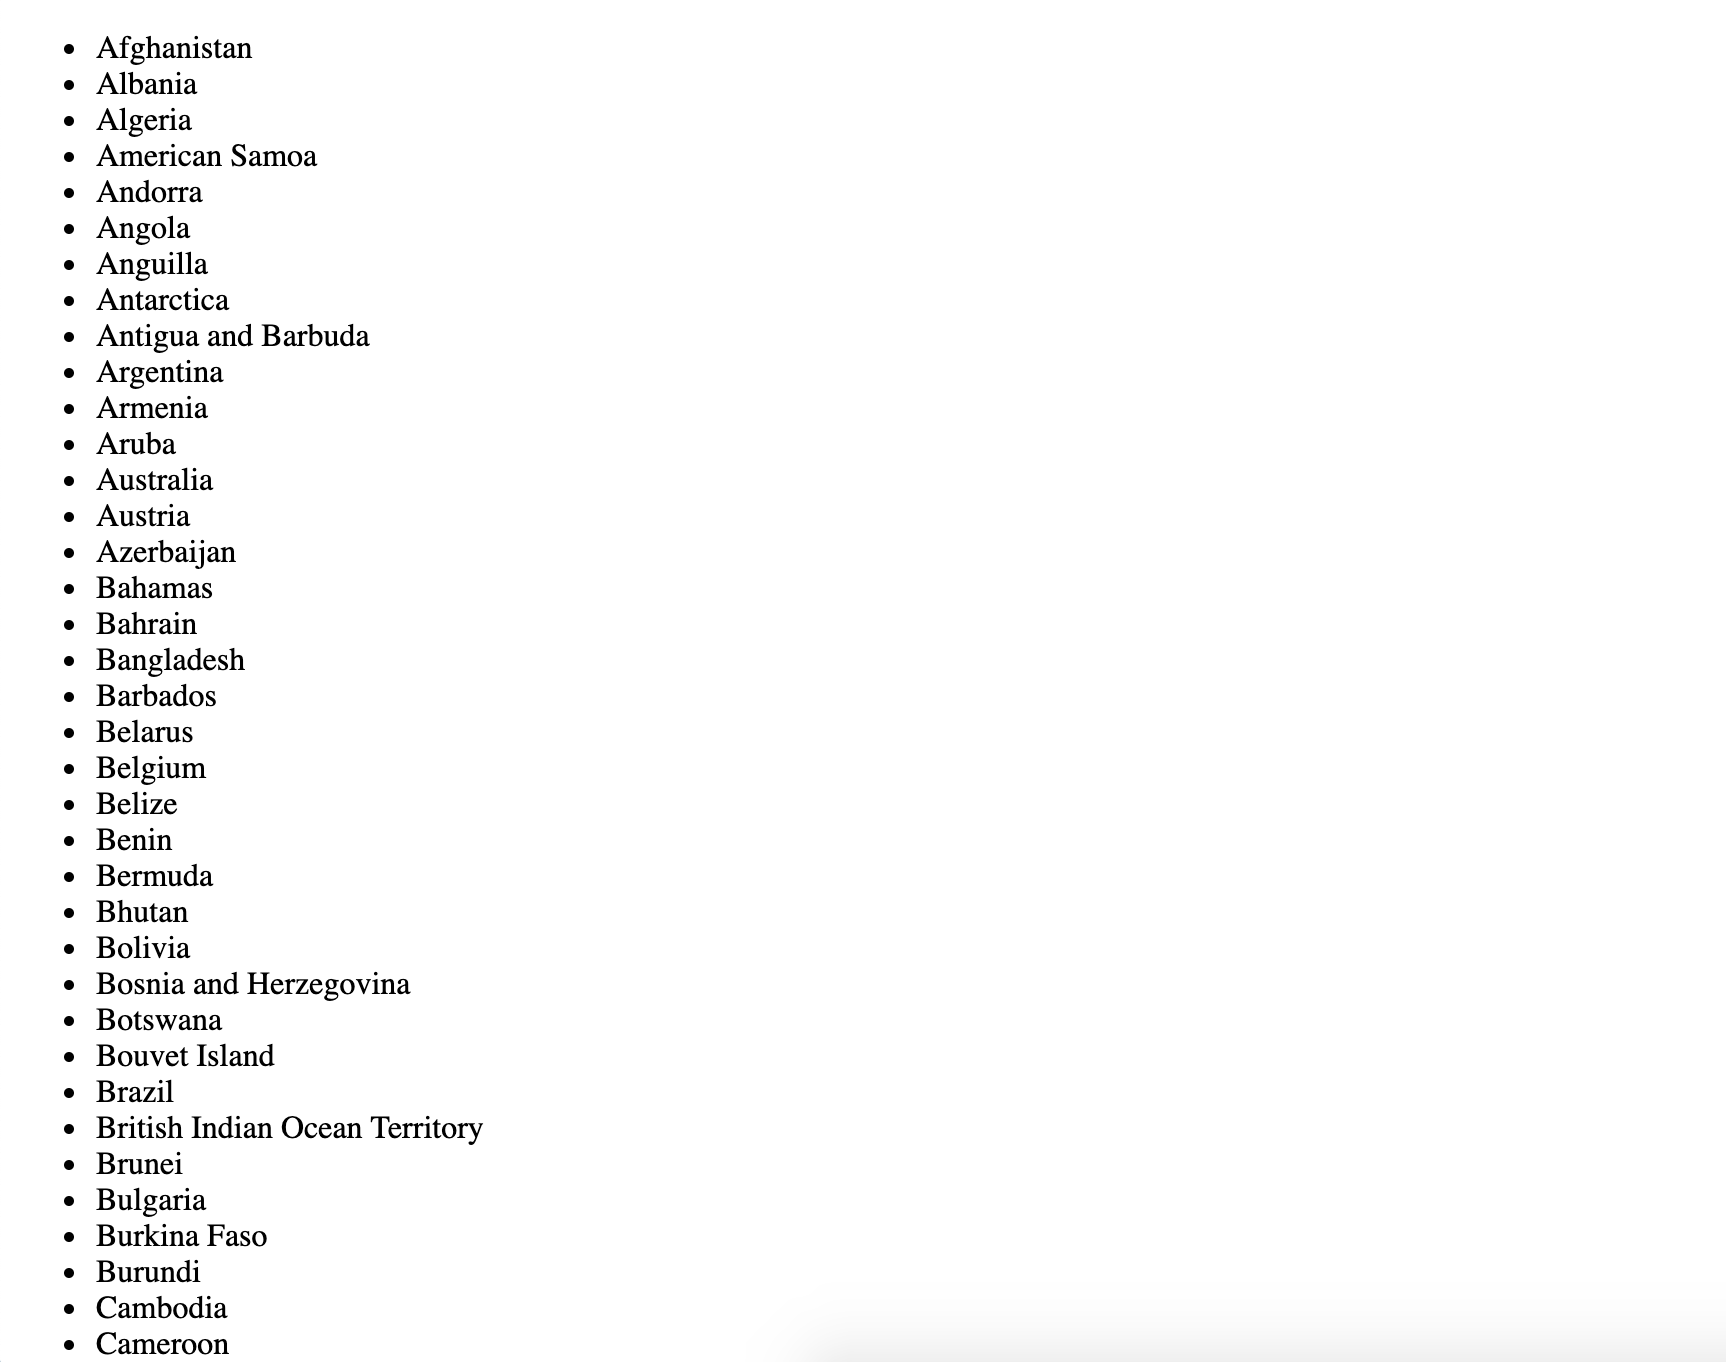 Afghanistan
Albania
Algeria
American Samoa
Andorra
Angola
Anguilla
Antarctica
Antigua and Barbuda
Argentina
Armenia
Aruba
Australia
Austria
Azerbaijan
Bahamas
Bahrain
Bangladesh
Barbados
Belarus
Belgium
Belize
Benin
Bermuda
Bhutan
Bolivia
Bosnia and Herzegovina
Botswana
Bouvet Island
Brazil
British Indian Ocean Territory
Brunei
Bulgaria
Burkina Faso
Burundi
Cambodia
Cameroon